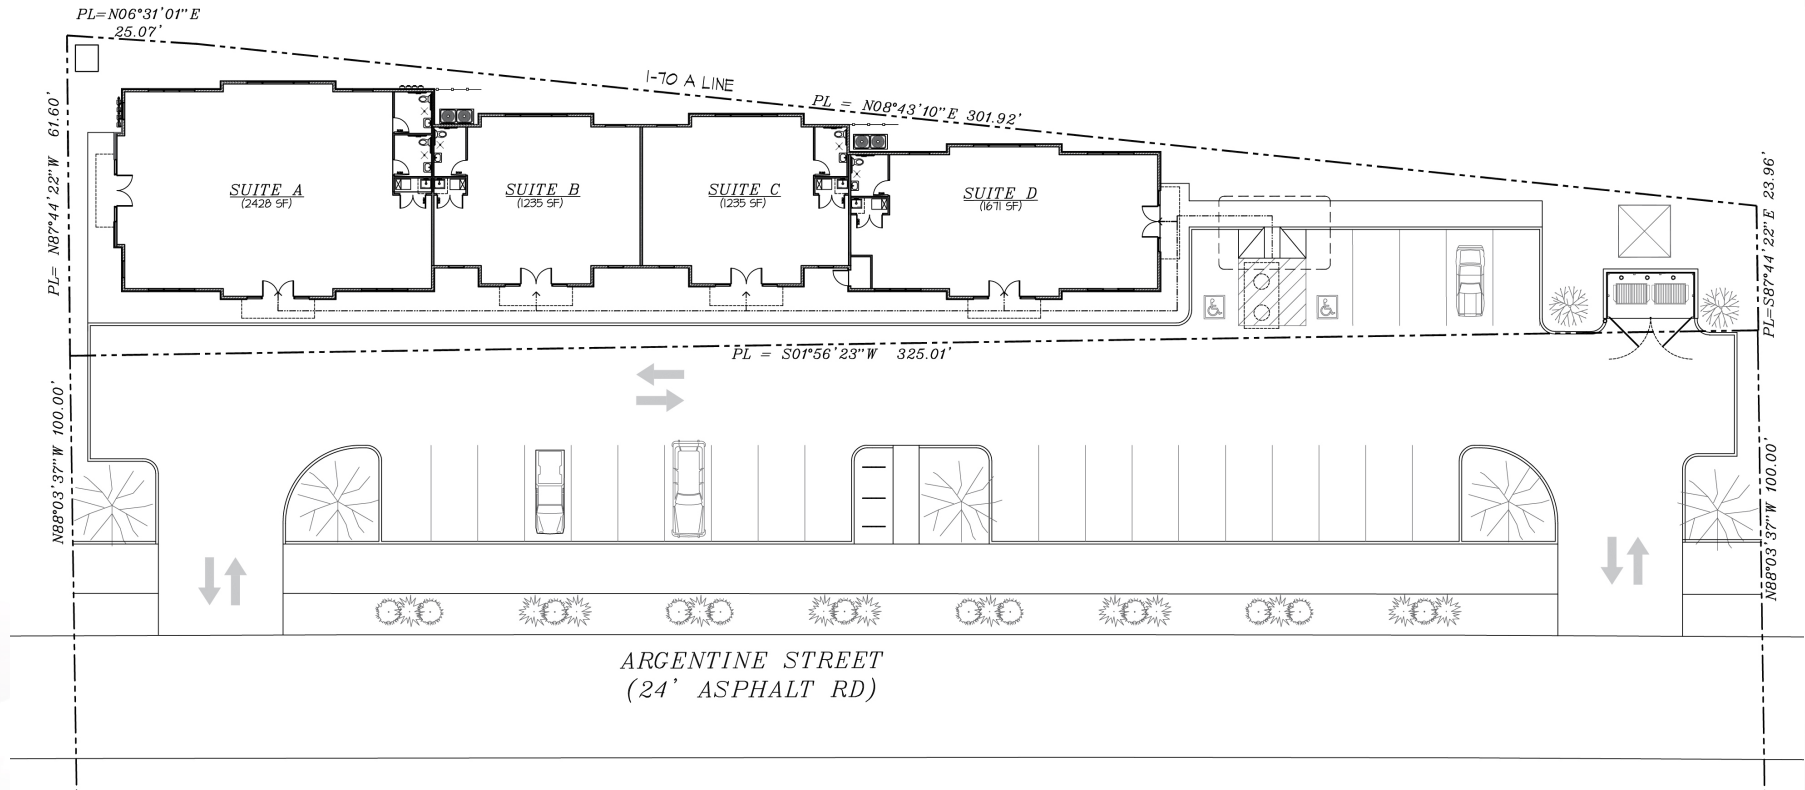 PL=N06°31'01"E
25.07'
I-70 A LINE
PL = N08°43'10"E 301.92'
PL= N87°44'22"W 61.60'
SUITE A
(2428 SF)
SUITE B
(1235 SF)
SUITE C
(1235 SF)
SUITE D
(1671 SF)
PL=S87°44'22"E 23.96'
PL = S01°56'23"W 325.01'
N88°03'37"W 100.00'
N88°03'37"W 100.00'
ARGENTINE STREET
(24' ASPHALT RD)